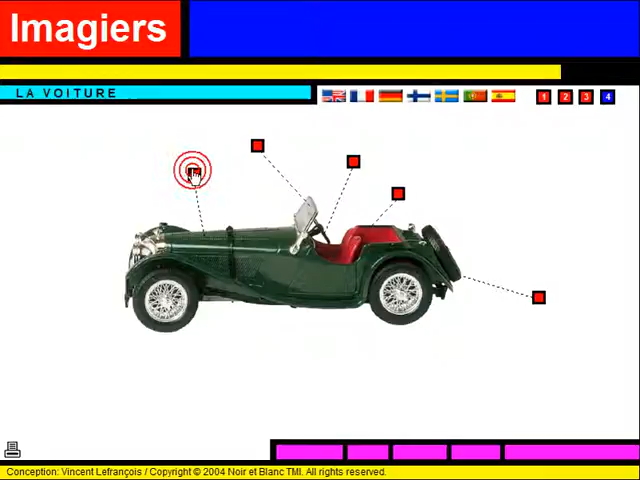 Imagiers
LA VOITURE
1 2 3 4
Conception: Vincent Lefrançois / Copyright © 2004 Noir et Blanc TMI. All rights reserved.